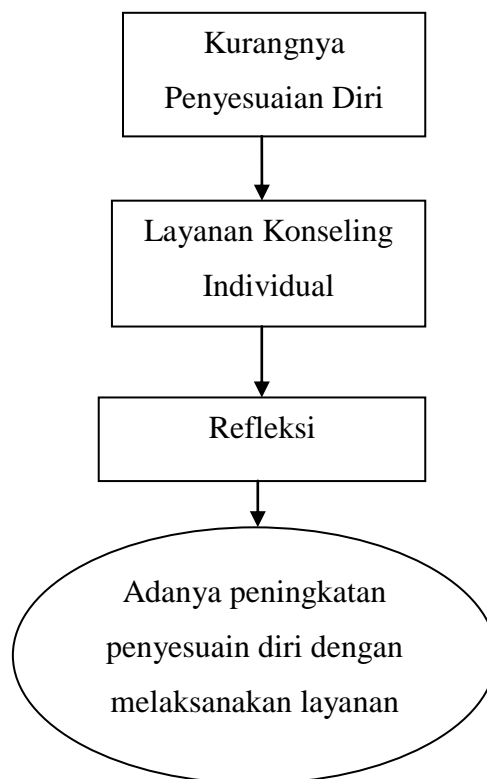 Kurangnya
Penyesuaian Diri
Layanan Konseling
Individual
Refleksi
Adanya peningkatan
penyesuain diri dengan
melaksanakan layanan